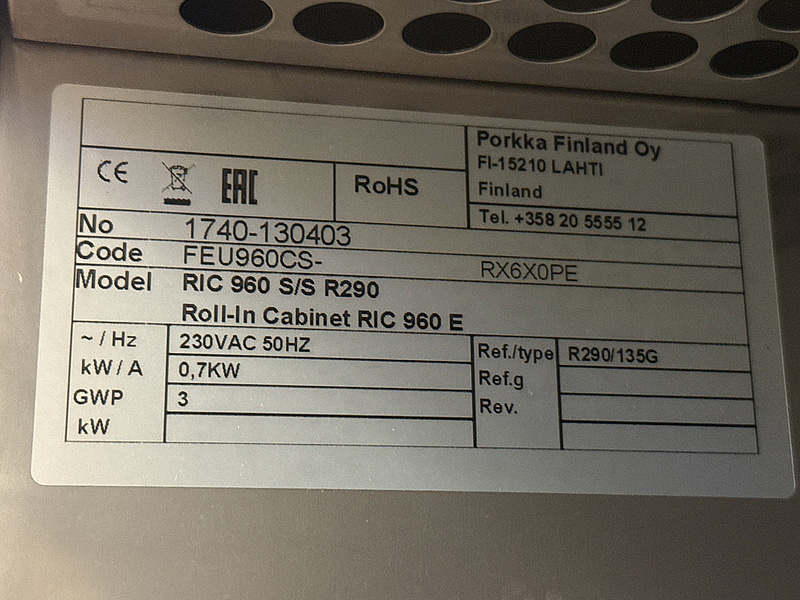 Porkka Finland Oy
FI-15210 LAHTI
Finland
Tel. +358 20 5555 12
CE EAC RoHS
No 1740-130403
Code FEU960CS- RX6X0PE
Model RIC 960 S/S R290
Roll-In Cabinet RIC 960 E
~ / Hz 230VAC 50HZ
kW / A 0,7KW
GWP 3
kW
Ref./type R290/135G
Ref.g
Rev.